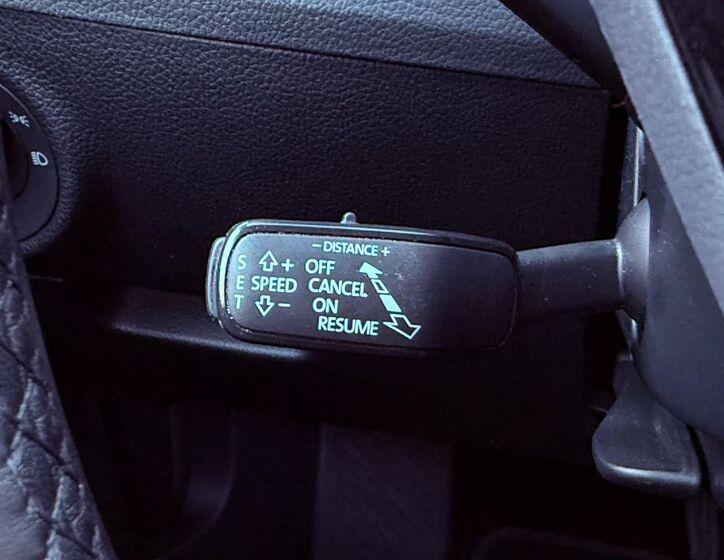 − DISTANCE +
S + OFF
E SPEED CANCEL
T − ON
RESUME